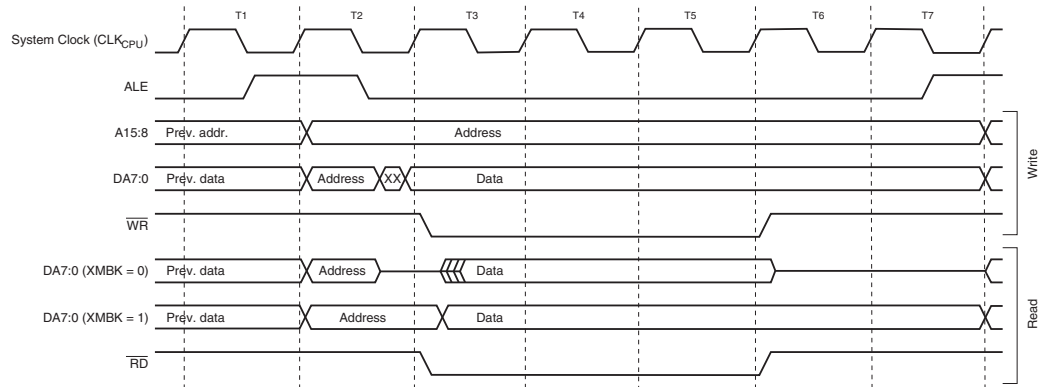 T1 T2 T3 T4 T5 T6 T7
System Clock (CLKCPU)
ALE
A15:8 Prev. addr. Address
DA7:0 Prev. data Address XX Data
WR
Write
DA7:0 (XMBK = 0) Prev. data Address Data
DA7:0 (XMBK = 1) Prev. data Address Data
RD
Read